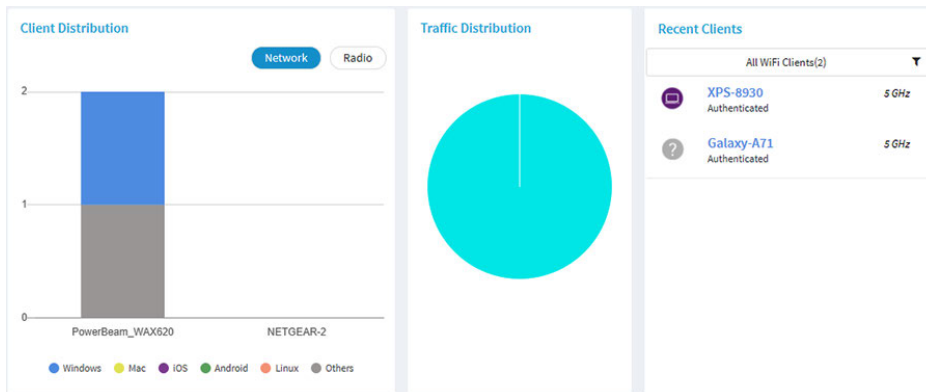 Client Distribution
Network Radio
2
1
0
PowerBeam_WAX620 NETGEAR-2
Windows Mac iOS Android Linux Others
Traffic Distribution
Recent Clients
All WiFi Clients(2)
XPS-8930 5 GHz
Authenticated
? Galaxy-A71 5 GHz
Authenticated